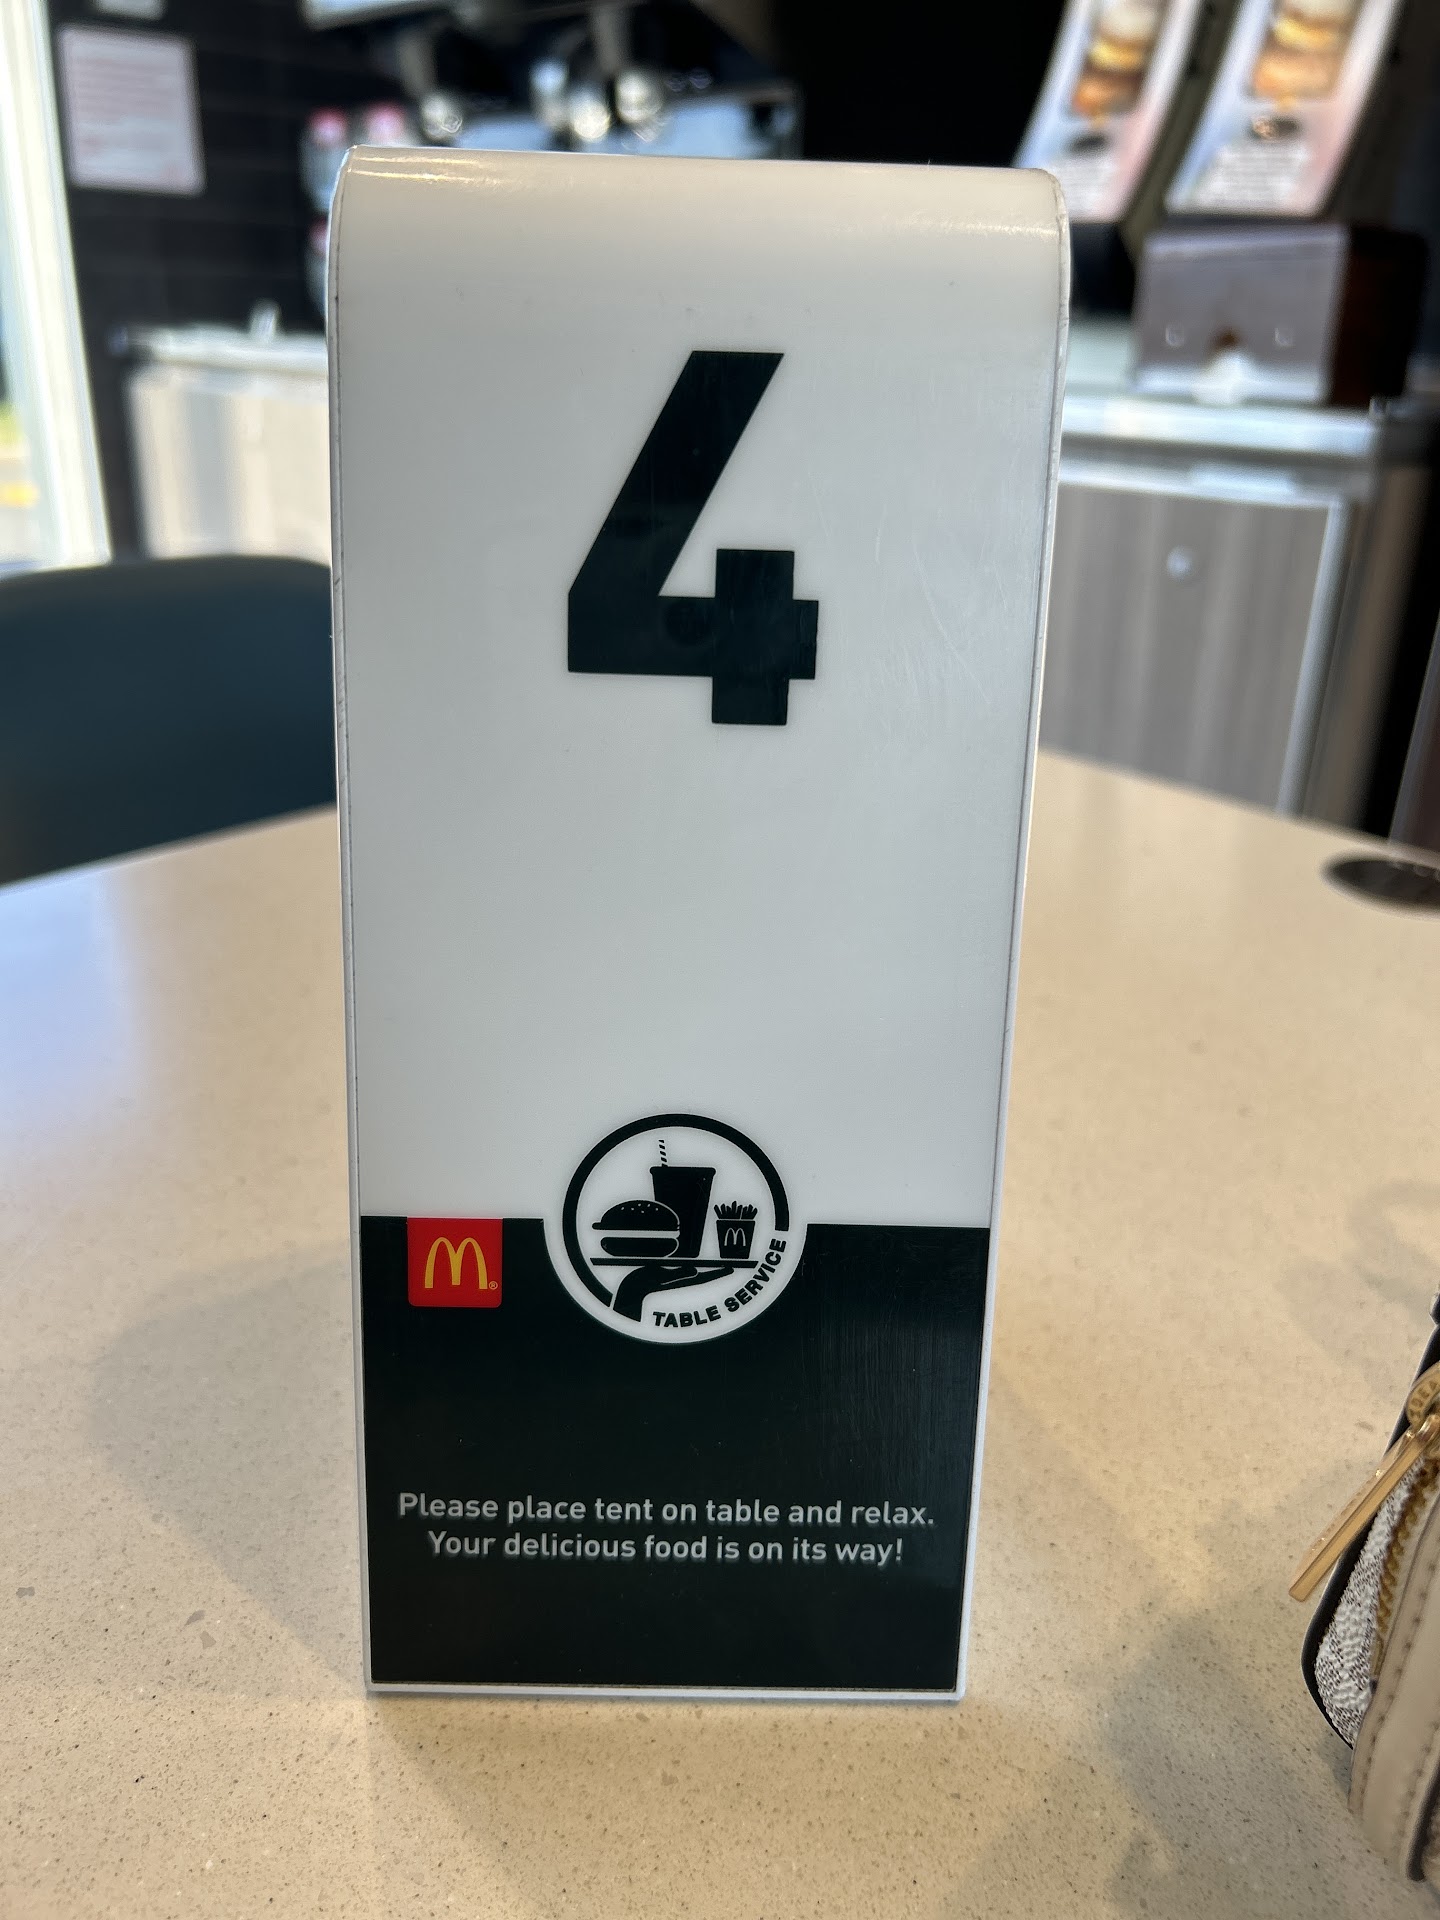 4
TABLE SERVICE
Please place tent on table and relax.
Your delicious food is on its way!